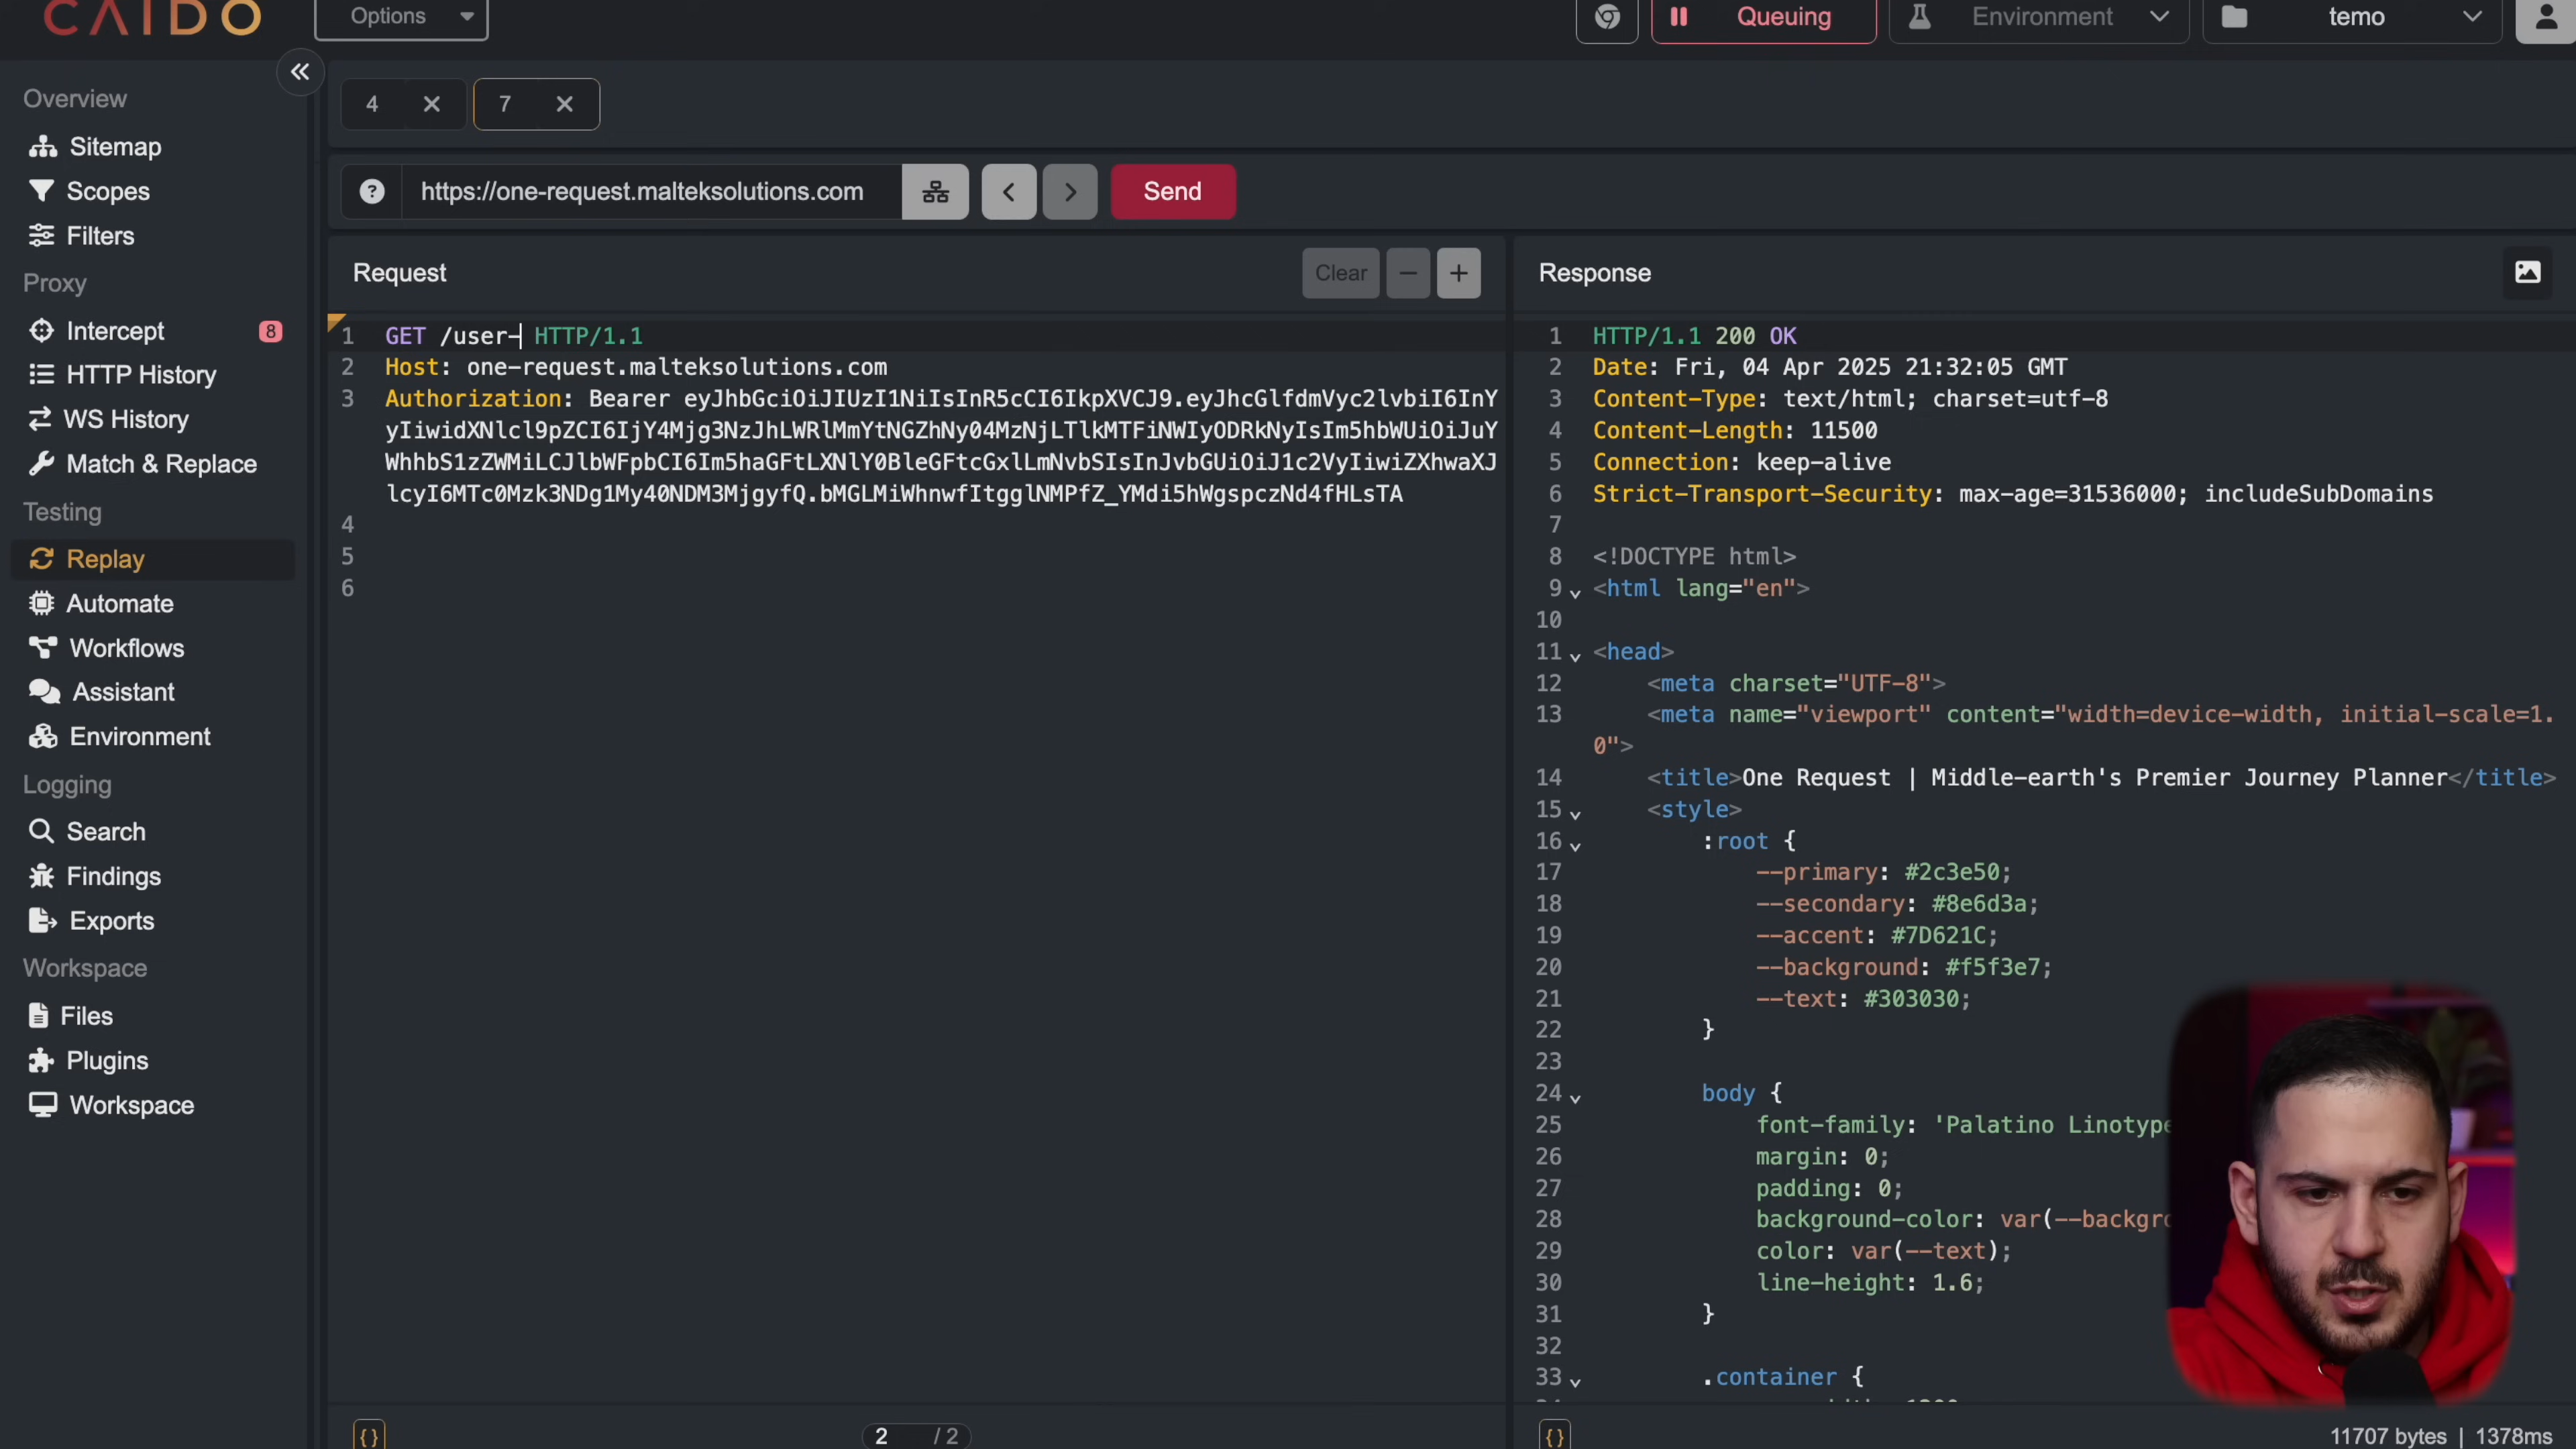 CAIDO
Options
Queuing
Environment
temo
4
7
Overview
Sitemap
Scopes
Filters
Proxy
Intercept
8
HTTP History
WS History
Match & Replace
Testing
Replay
Automate
Workflows
Assistant
Environment
Logging
Search
Findings
Exports
Workspace
Files
Plugins
Workspace
https://one-request.malteksolutions.com
Send
Request
Clear
1 GET /user- HTTP/1.1
2 Host: one-request.malteksolutions.com
3 Authorization: Bearer eyJhbGciOiJIUzI1NiIsInR5cCI6IkpXVCJ9.eyJhcGlfdmVyc2lvbiI6InY
yIiwidXNlcl9pZCI6IjY4Mjg3NzJhLWRlMmYtNGZhNy04MzNjLTlkMTFiNWIyODRkNyIsIm5hbWUiOiJuY
WhhbS1zZWMiLCJlbWFpbCI6Im5haGFtLXNlY0BleGFtcGxlLmNvbSIsInJvbGUiOiJ1c2VyIiwiZXhwaXJ
lcyI6MTc0Mzk3NDg1My40NDM3MjgyfQ.bMGLMiWhnwfItgglNMPfZ_YMdi5hWgspczNd4fHLsTA
4
5
6
2 / 2
Response
1 HTTP/1.1 200 OK
2 Date: Fri, 04 Apr 2025 21:32:05 GMT
3 Content-Type: text/html; charset=utf-8
4 Content-Length: 11500
5 Connection: keep-alive
6 Strict-Transport-Security: max-age=31536000; includeSubDomains
7
8 <!DOCTYPE html>
9 <html lang="en">
10
11 <head>
12 <meta charset="UTF-8">
13 <meta name="viewport" content="width=device-width, initial-scale=1.
0">
14 <title>One Request | Middle-earth's Premier Journey Planner</title>
15 <style>
16 :root {
17 --primary: #2c3e50;
18 --secondary: #8e6d3a;
19 --accent: #7D621C;
20 --background: #f5f3e7;
21 --text: #303030;
22 }
23
24 body {
25 font-family: 'Palatino Linotype
26 margin: 0;
27 padding: 0;
28 background-color: var(--backgro
29 color: var(--text);
30 line-height: 1.6;
31 }
32
33 .container {
11707 bytes | 1378ms